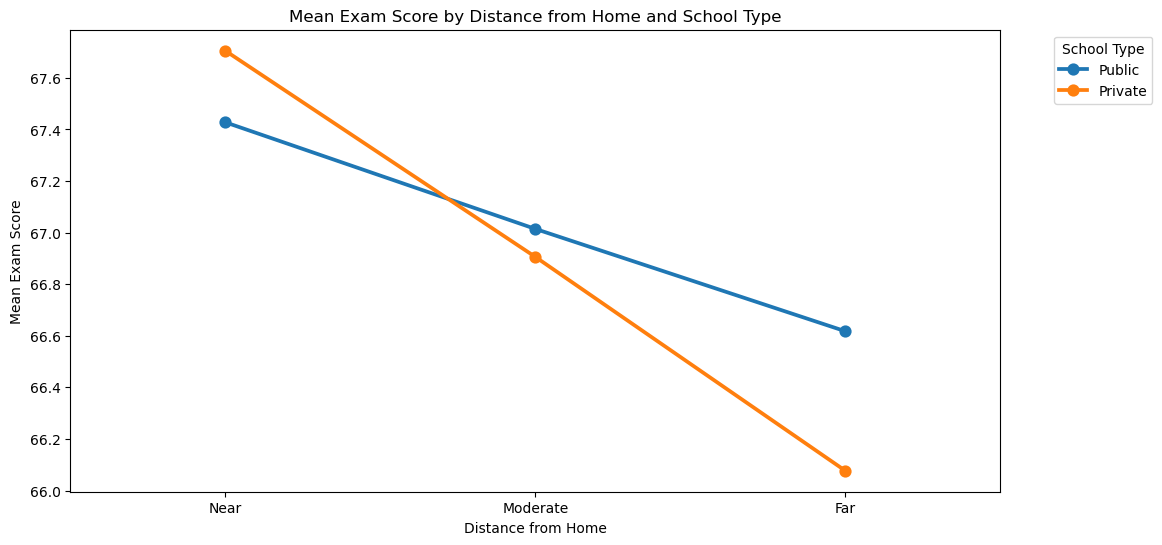 Mean Exam Score by Distance from Home and School Type
School Type
Public
Private
Mean Exam Score
67.6
67.4
67.2
67.0
66.8
66.6
66.4
66.2
66.0
Near
Moderate
Far
Distance from Home